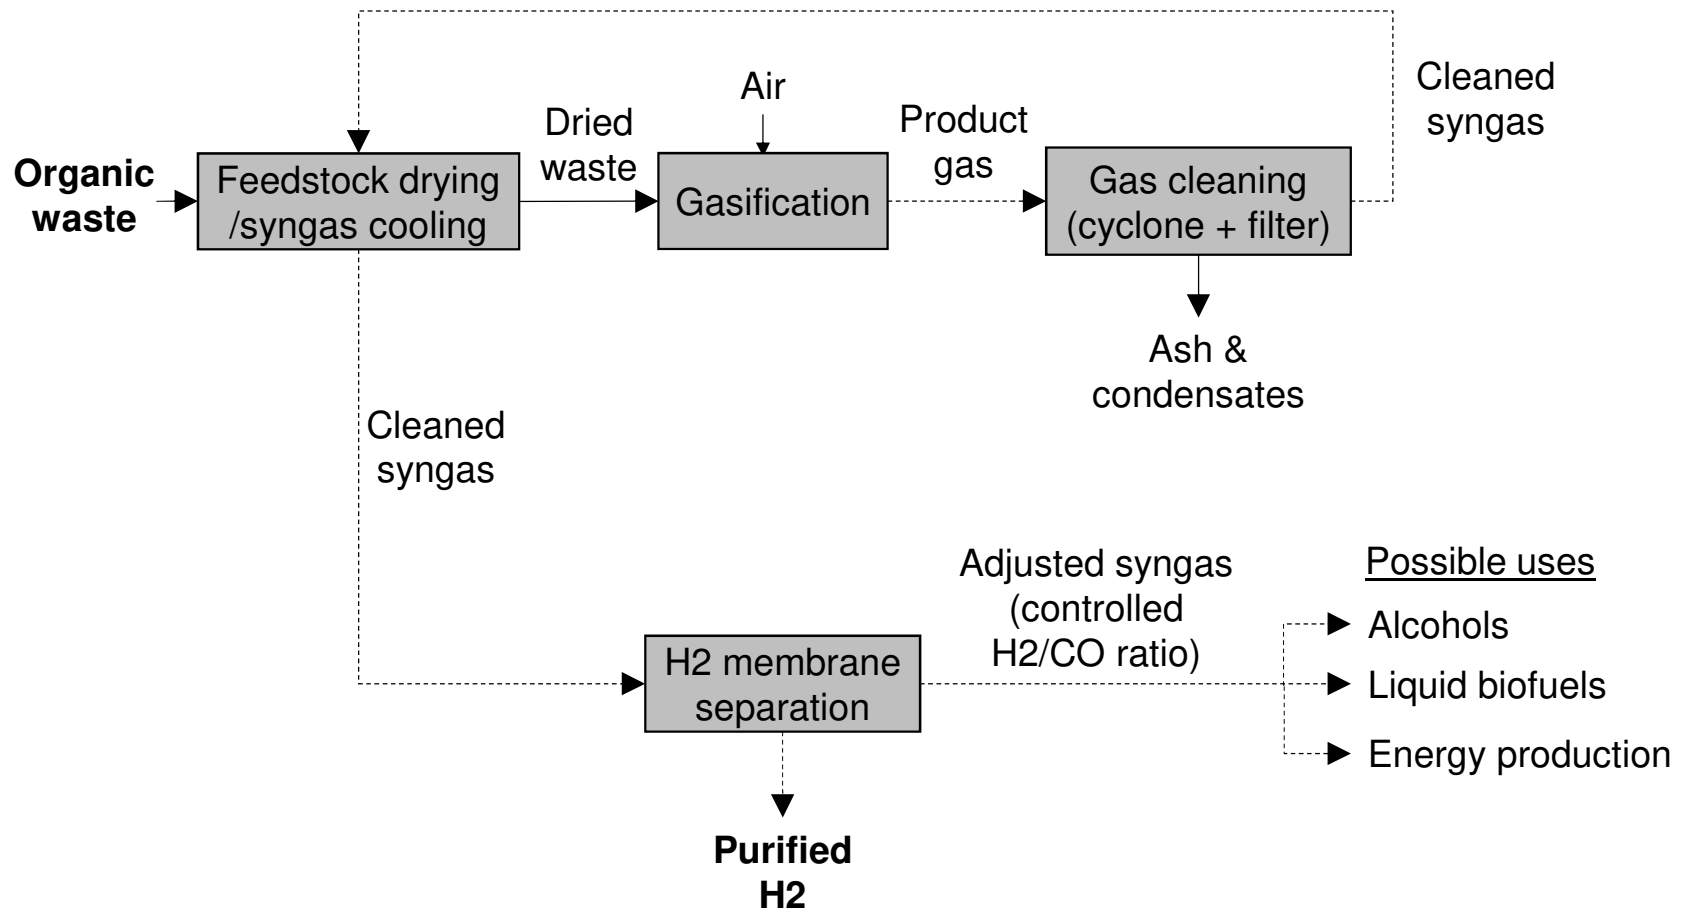 Organic
waste
Feedstock drying
/syngas cooling
Dried
waste
Air
Gasification
Product
gas
Gas cleaning
(cyclone + filter)
Cleaned
syngas
Ash &
condensates
Cleaned
syngas
H2 membrane
separation
Adjusted syngas
(controlled
H2/CO ratio)
Possible uses
Alcohols
Liquid biofuels
Energy production
Purified
H2